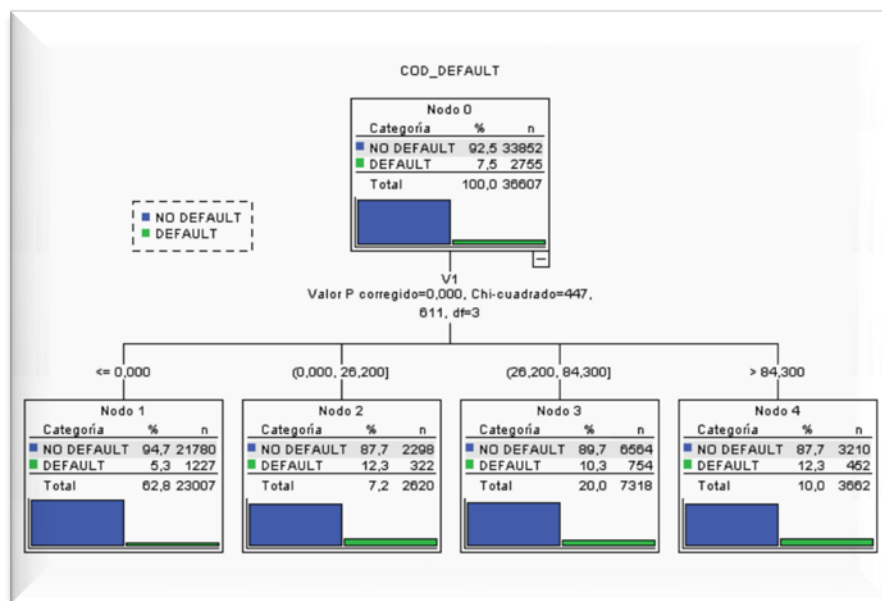 COD_DEFAULT
Nodo 0
Categoría % n
NO DEFAULT 92,5 33852
DEFAULT 7,5 2755
Total 100,0 36607
NO DEFAULT
DEFAULT
V1
Valor P corregido=0,000, Chi-cuadrado=447,
611, df=3
<= 0,000
(0,000, 26,200]
(26,200, 84,300]
> 84,300
Nodo 1
Categoría % n
NO DEFAULT 94,7 21780
DEFAULT 5,3 1227
Total 62,8 23007
Nodo 2
Categoría % n
NO DEFAULT 87,7 2298
DEFAULT 12,3 322
Total 7,2 2620
Nodo 3
Categoría % n
NO DEFAULT 89,7 6564
DEFAULT 10,3 754
Total 20,0 7318
Nodo 4
Categoría % n
NO DEFAULT 87,7 3210
DEFAULT 12,3 452
Total 10,0 3662